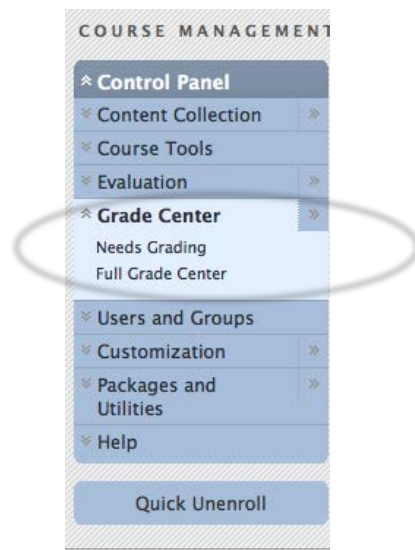 COURSE MANAGEMENT
Control Panel
Content Collection
Course Tools
Evaluation
Grade Center
Needs Grading
Full Grade Center
Users and Groups
Customization
Packages and
Utilities
Help
Quick Unenroll